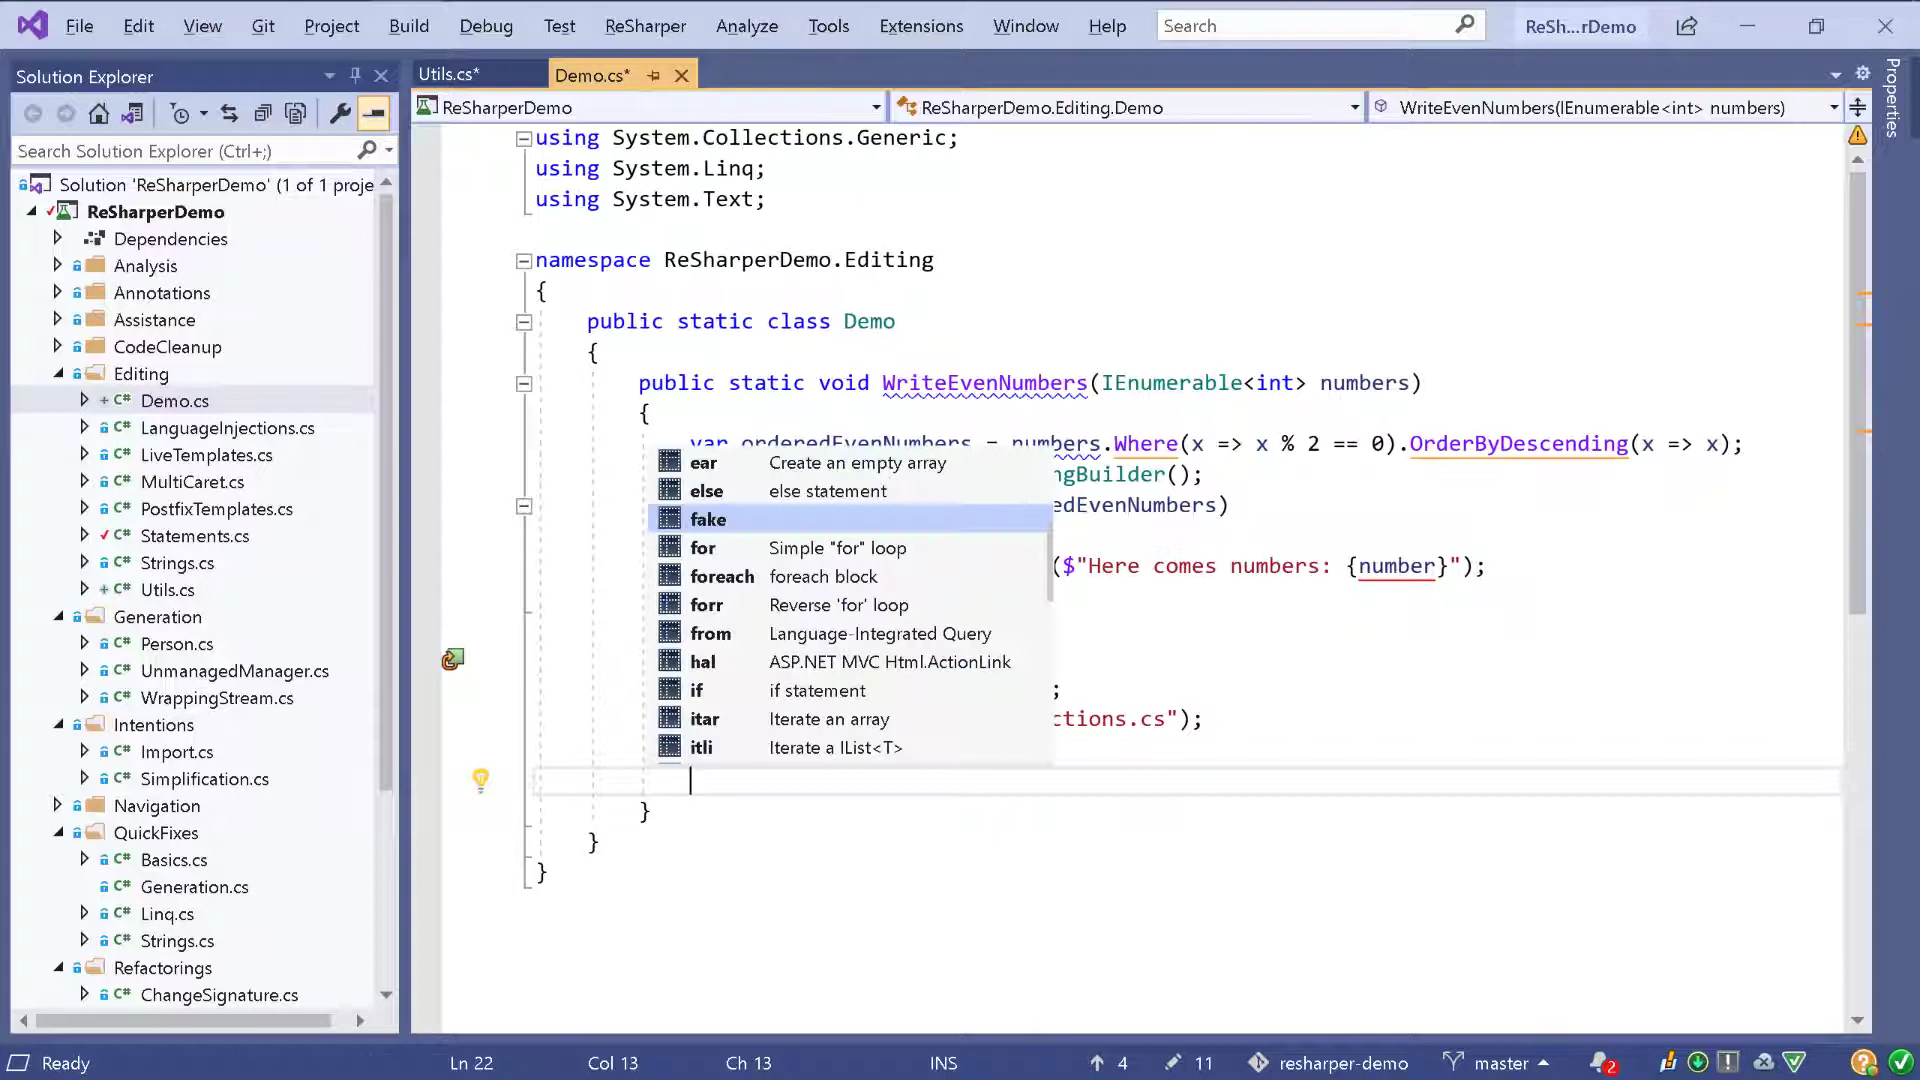 File Edit View Git Project Build Debug Test ReSharper Analyze Tools Extensions Window Help Search ReSh...rDemo
Solution Explorer
Search Solution Explorer (Ctrl+;)
Solution 'ReSharperDemo' (1 of 1 proje
ReSharperDemo
Dependencies
Analysis
Annotations
Assistance
CodeCleanup
Editing
C# Demo.cs
C# LanguageInjections.cs
C# LiveTemplates.cs
C# MultiCaret.cs
C# PostfixTemplates.cs
C# Statements.cs
C# Strings.cs
C# Utils.cs
Generation
C# Person.cs
C# UnmanagedManager.cs
C# WrappingStream.cs
Intentions
C# Import.cs
C# Simplification.cs
Navigation
QuickFixes
C# Basics.cs
C# Generation.cs
C# Linq.cs
C# Strings.cs
Refactorings
C# ChangeSignature.cs
Utils.cs* Demo.cs*
ReSharperDemo ReSharperDemo.Editing.Demo WriteEvenNumbers(IEnumerable<int> numbers)
using System.Collections.Generic;
using System.Linq;
using System.Text;
namespace ReSharperDemo.Editing
{
public static class Demo
{
public static void WriteEvenNumbers(IEnumerable<int> numbers)
{
var orderedEvenNumbers = numbers.Where(x => x % 2 == 0).OrderByDescending(x => x);
ngBuilder();
edEvenNumbers)
($"Here comes numbers: {number}");
;
ctions.cs");
}
}
}
ear Create an empty array
else else statement
fake
for Simple "for" loop
foreach foreach block
forr Reverse 'for' loop
from Language-Integrated Query
hal ASP.NET MVC Html.ActionLink
if if statement
itar Iterate an array
itli Iterate a IList<T>
Properties
Ready Ln 22 Col 13 Ch 13 INS 4 11 resharper-demo master 2